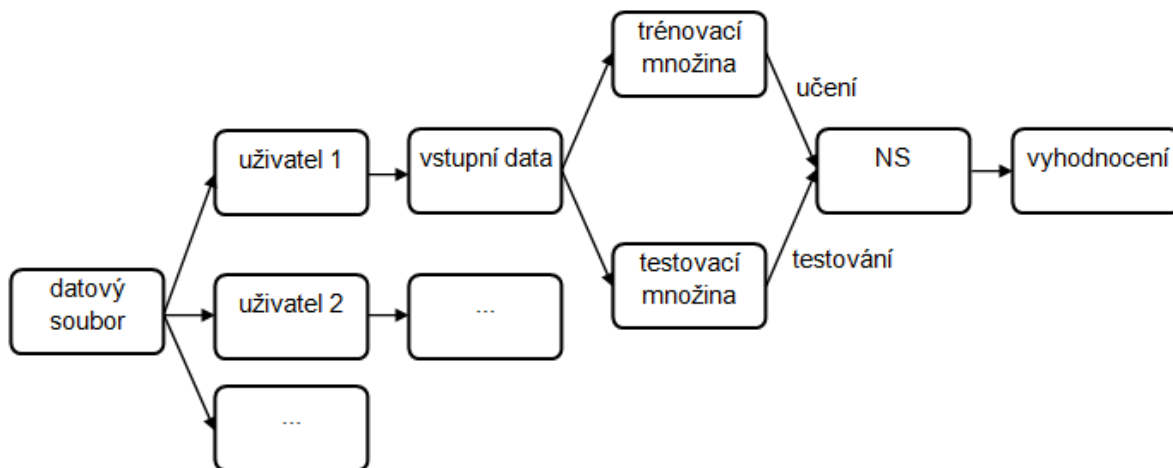 trénovací
množina
učení
uživatel 1
vstupní data
NS
vyhodnocení
testovací
množina
testování
datový
soubor
uživatel 2
...
...